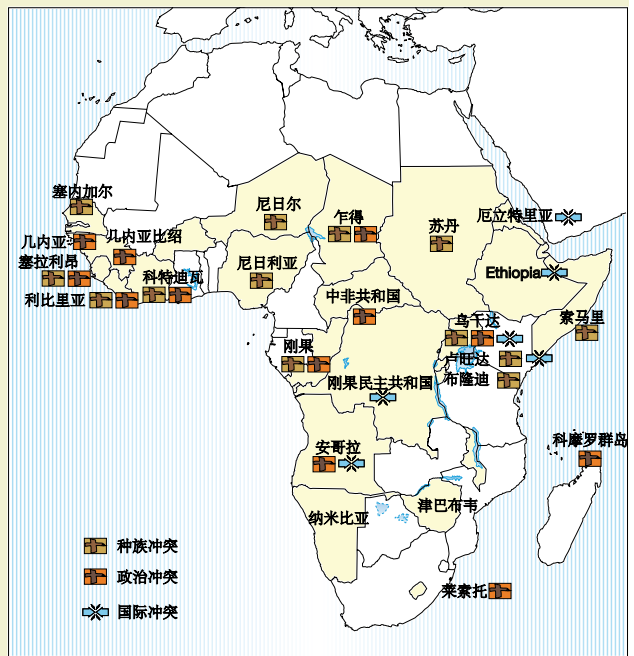 塞内加尔
尼日尔
乍得
苏丹
厄立特里亚
几内亚
几内亚比绍
塞拉利昂
科特迪瓦
尼日利亚
Ethiopia
利比里亚
中非共和国
索马里
乌干达
刚果
卢旺达
布隆迪
刚果民主共和国
安哥拉
科摩罗群岛
纳米比亚
津巴布韦
莱索托
种族冲突
政治冲突
国际冲突